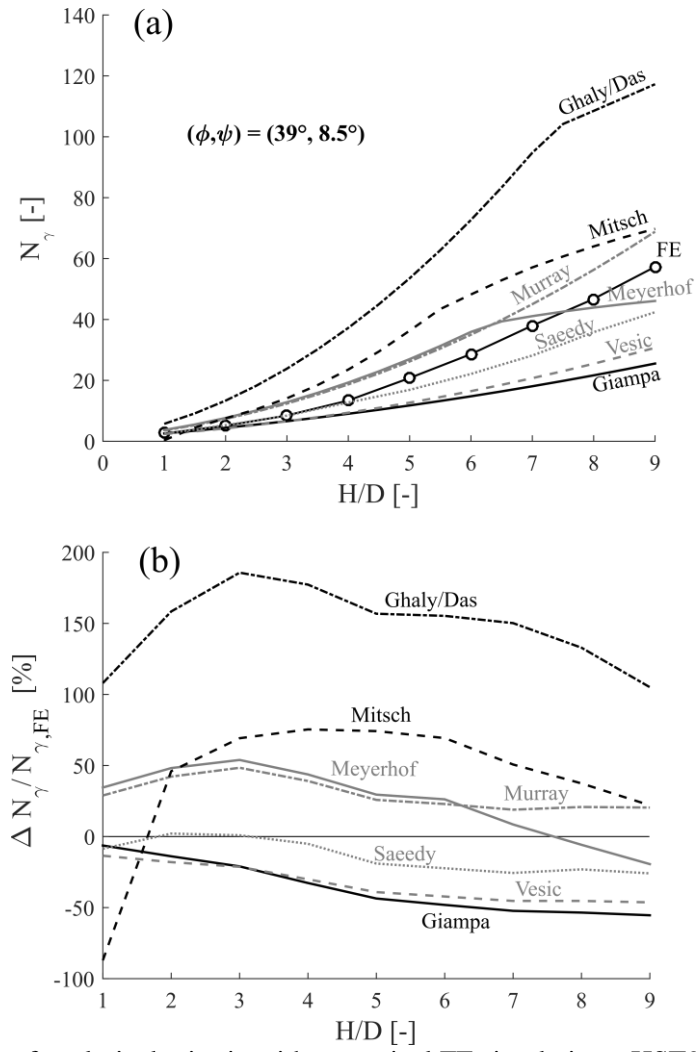 (a)
140
120
100
80
60
40
20
0
N_γ [-]
(ϕ,ψ) = (39°, 8.5°)
Ghaly/Das
Mitsch
FE
Murray
Meyerhof
Saeedy
Vesic
Giampa
0 1 2 3 4 5 6 7 8 9
H/D [-]
(b)
200
150
100
50
0
-50
-100
Δ N_γ / N_γ,FE [%]
Ghaly/Das
Mitsch
Meyerhof
Murray
Saeedy
Vesic
Giampa
1 2 3 4 5 6 7 8 9
H/D [-]